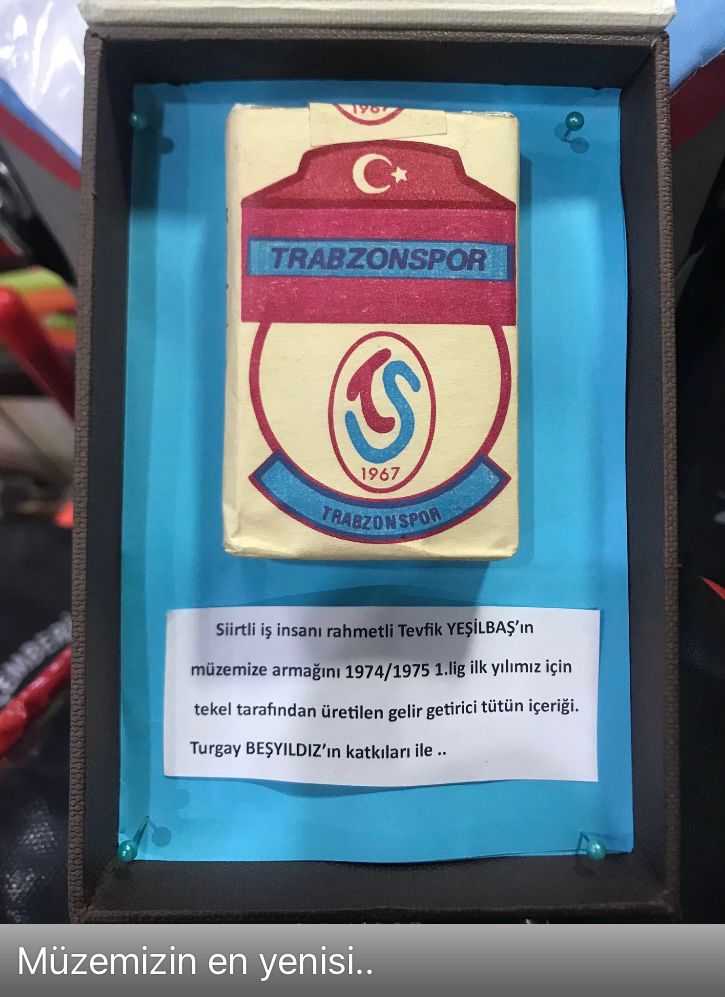 1967
TRABZONSPOR
TS
1967
TRABZONSPOR
Siirtli iş insanı rahmetli Tevfik YEŞİLBAŞ’ın
müzemize armağını 1974/1975 1.lig ilk yılımız için
tekel tarafından üretilen gelir getirici tütün içeriği.
Turgay BEŞYILDIZ’ın katkıları ile ..
Müzemizin en yenisi..